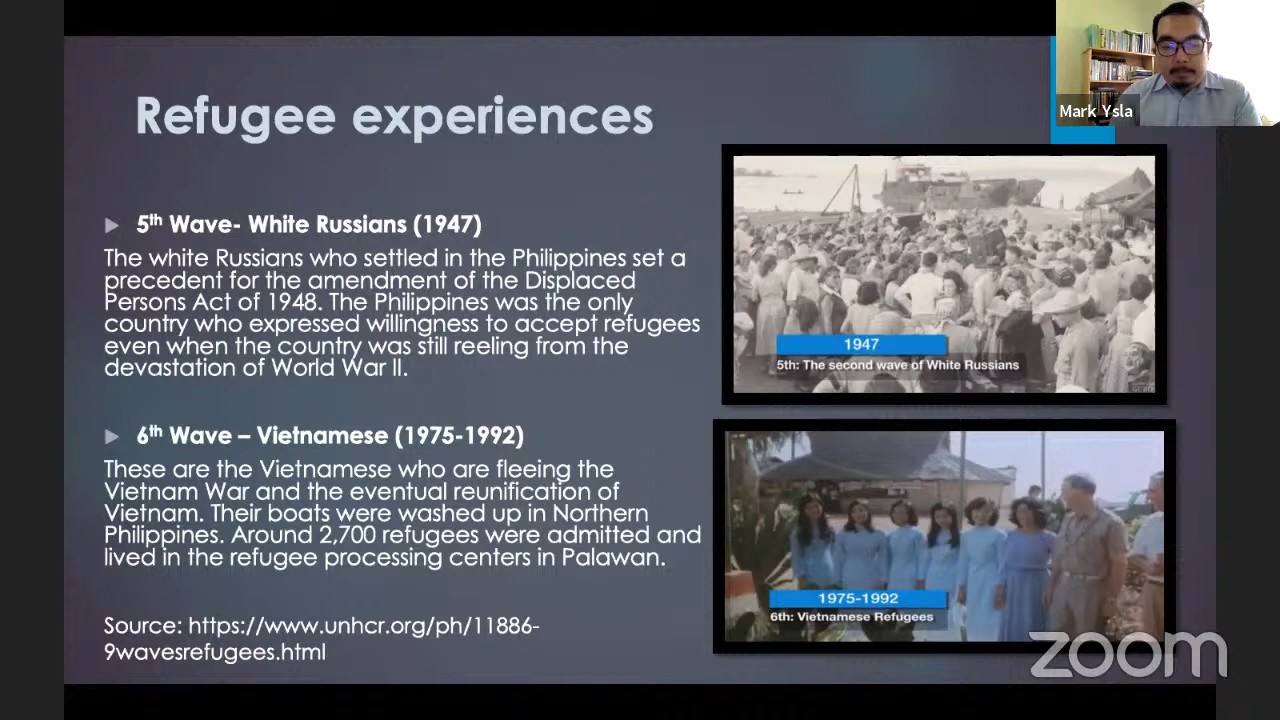 Mark Ysla
Refugee experiences
5th Wave- White Russians (1947)
The white Russians who settled in the Philippines set a
precedent for the amendment of the Displaced
Persons Act of 1948. The Philippines was the only
country who expressed willingness to accept refugees
even when the country was still reeling from the
devastation of World War II.
1947
5th: The second wave of White Russians
6th Wave – Vietnamese (1975-1992)
These are the Vietnamese who are fleeing the
Vietnam War and the eventual reunification of
Vietnam. Their boats were washed up in Northern
Philippines. Around 2,700 refugees were admitted and
lived in the refugee processing centers in Palawan.
1975-1992
6th: Vietnamese Refugees
Source: https://www.unhcr.org/ph/11886-
9wavesrefugees.html
zoom